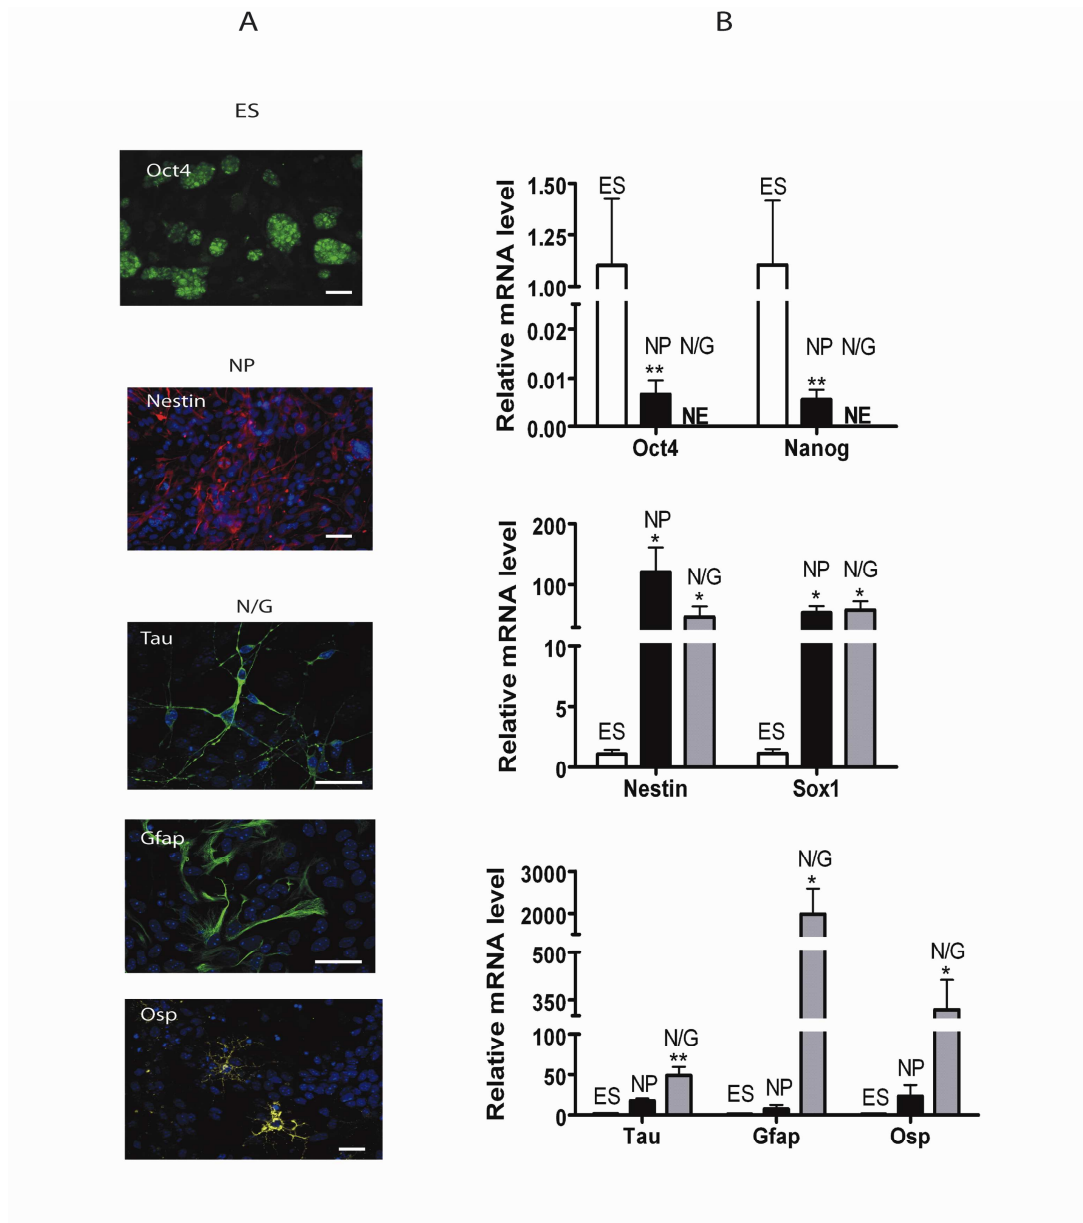 A
B
ES
Oct4
NP
Nestin
N/G
Tau
Gfap
Osp
Relative mRNA level
1.50
1.25
1.00
0.02
0.01
0.00
ES
NP N/G
**
NE
ES
NP N/G
**
NE
Oct4
Nanog
Relative mRNA level
200
100
10
5
0
ES
NP
*
N/G
*
ES
NP
*
N/G
*
Nestin
Sox1
Relative mRNA level
3000
2000
500
350
100
50
0
ES
NP
N/G
**
ES
NP
N/G
*
ES
NP
N/G
*
Tau
Gfap
Osp